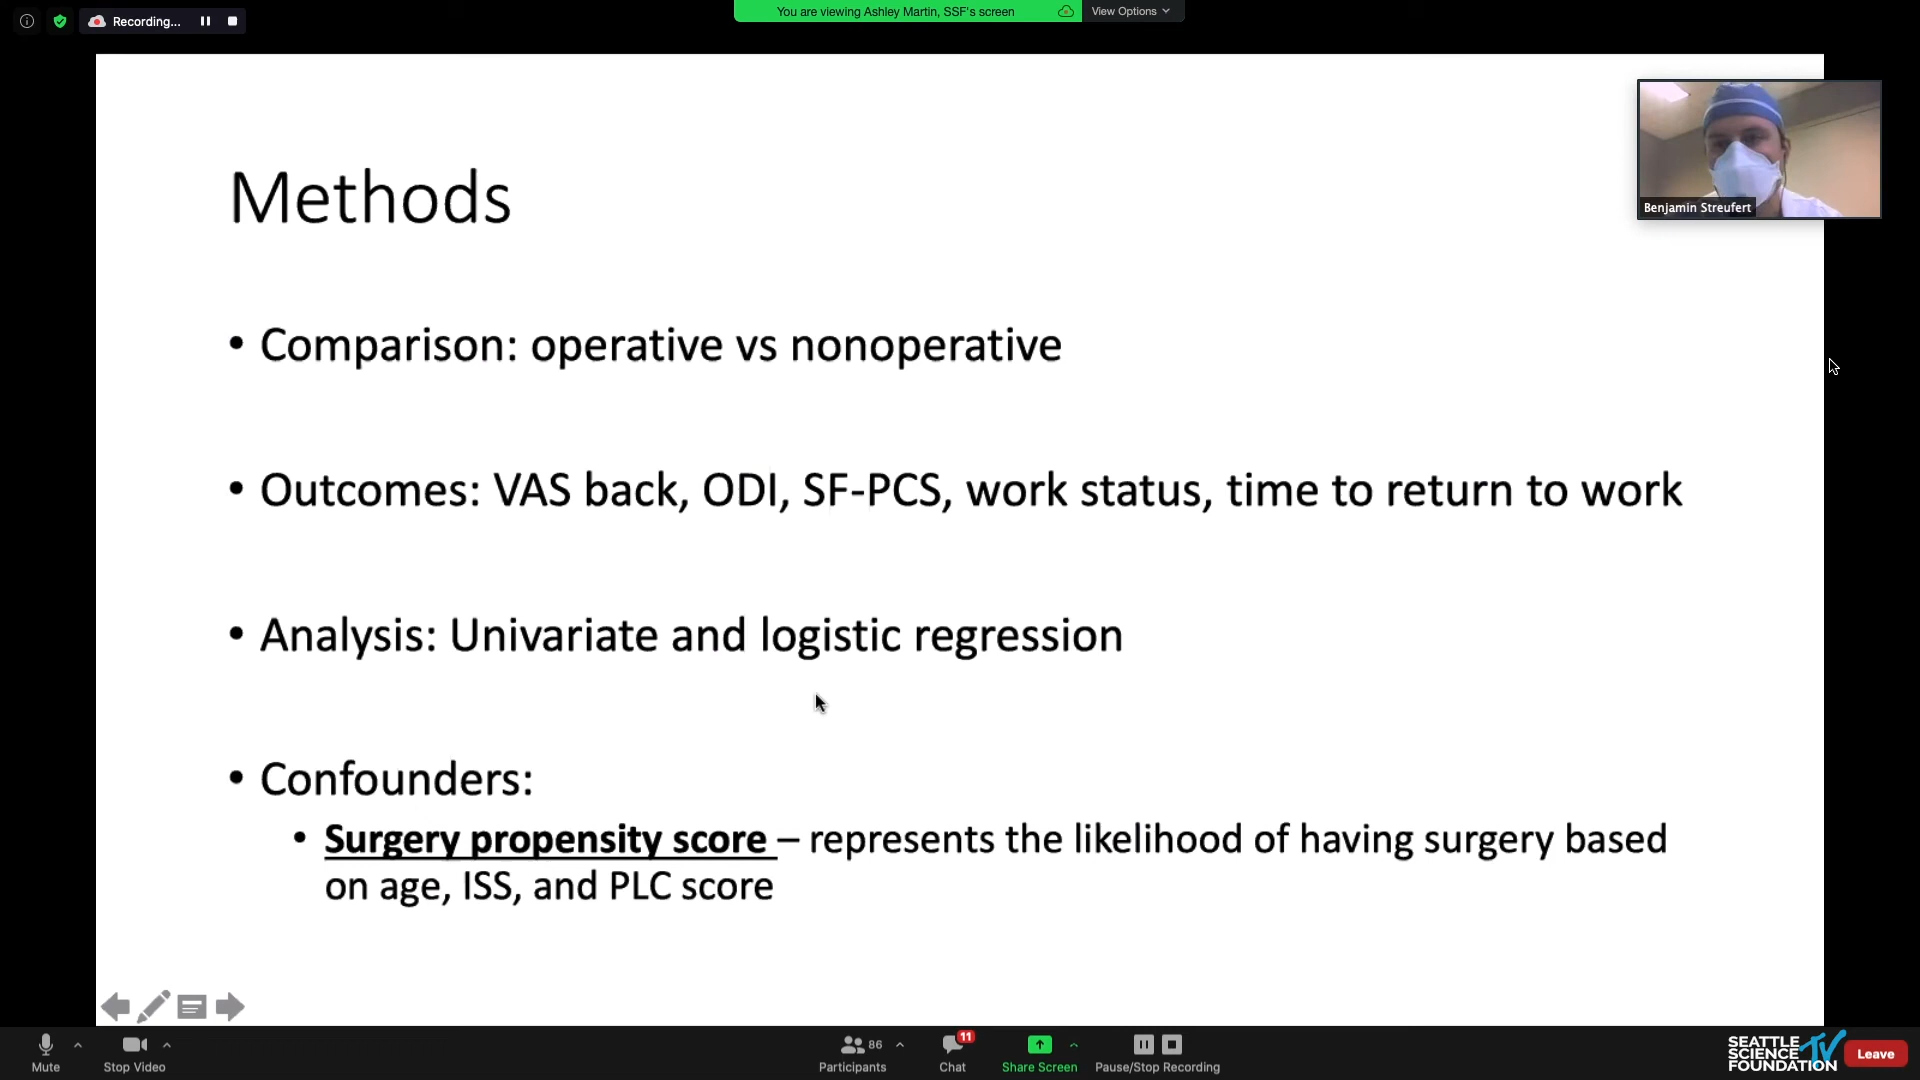 Recording...
You are viewing Ashley Martin, SSF's screen
View Options
Methods
Benjamin Streufert
• Comparison: operative vs nonoperative
• Outcomes: VAS back, ODI, SF-PCS, work status, time to return to work
• Analysis: Univariate and logistic regression
• Confounders:
• Surgery propensity score – represents the likelihood of having surgery based
on age, ISS, and PLC score
Mute
Stop Video
86
Participants
11
Chat
Share Screen
Pause/Stop Recording
SEATTLE
SCIENCE
FOUNDATION
TV
Leave